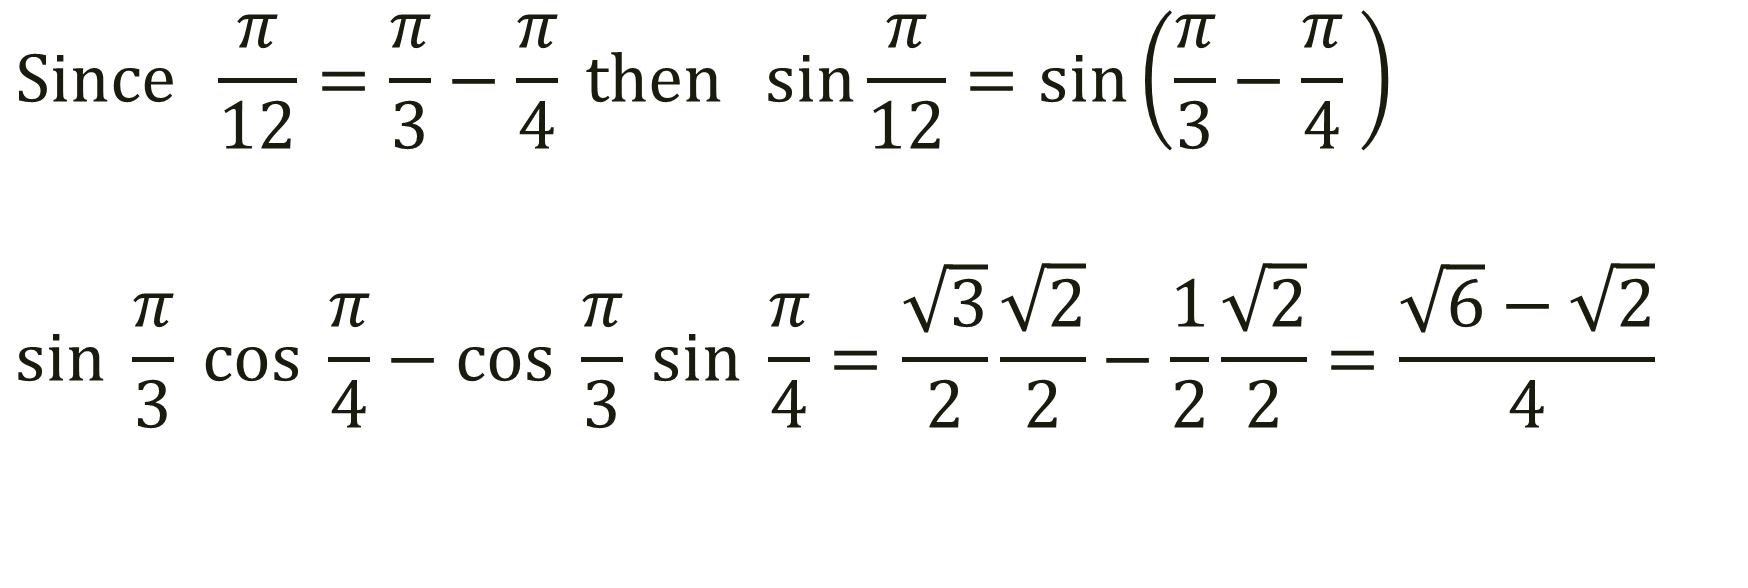 Since π/12 = π/3 − π/4 then sin π/12 = sin(π/3 − π/4)
sin π/3 cos π/4 − cos π/3 sin π/4 = √3/2 √2/2 − 1/2 √2/2 = (√6 − √2)/4